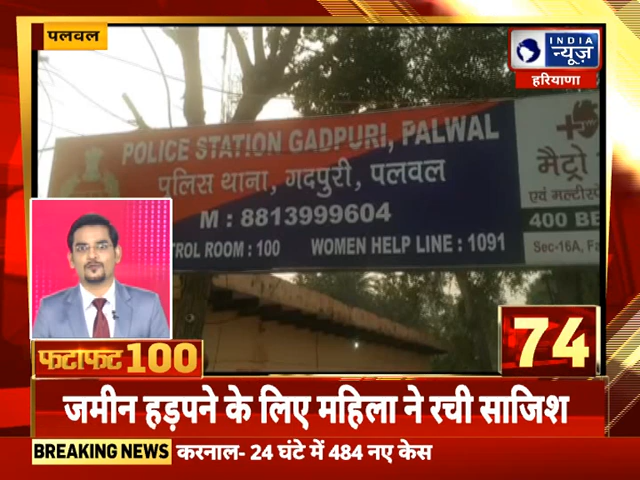 पलवल
INDIA
न्यूज़
हरियाणा
POLICE STATION GADPURI, PALWAL
पुलिस थाना, गदपुरी, पलवल
M : 8813999604
TROL ROOM : 100 WOMEN HELP LINE : 1091
मैट्रो
एवं मल्टीस्पे
400 BE
Sec-16A, Fa
74
फटाफट 100
जमीन हड़पने के लिए महिला ने रची साजिश
BREAKING NEWS करनाल- 24 घंटे में 484 नए केस